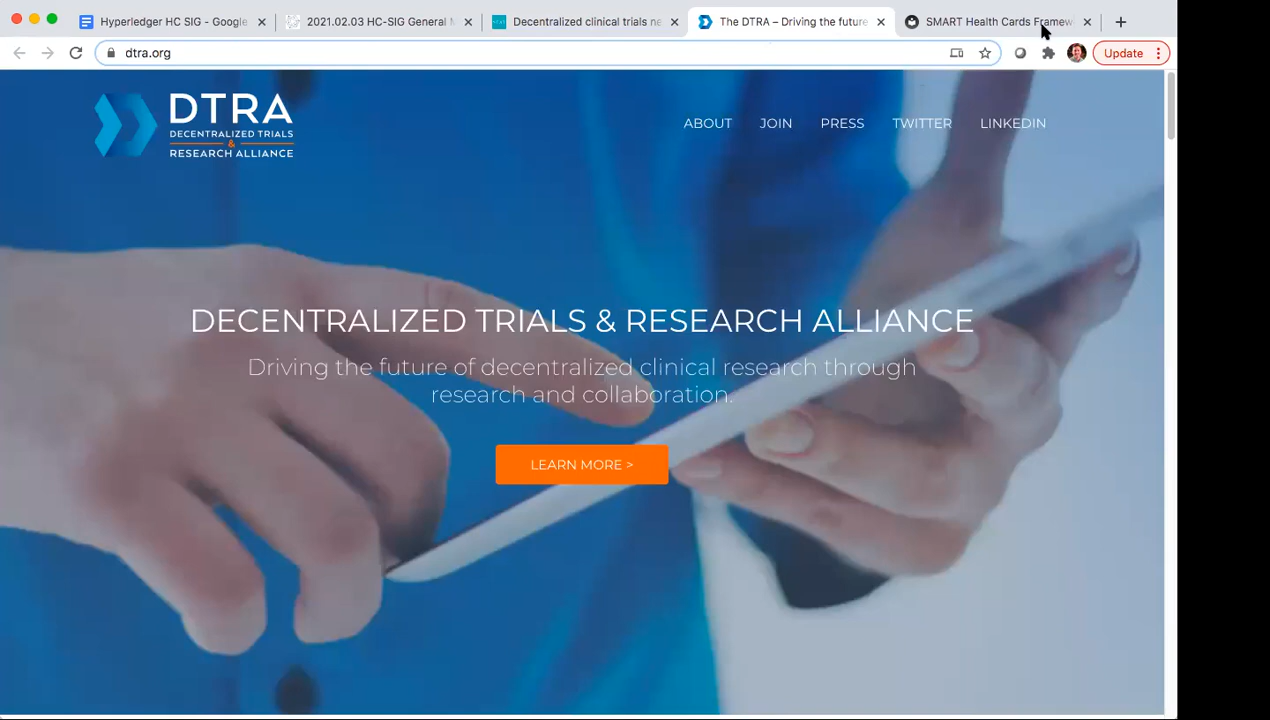 Hyperledger HC SIG - Google
2021.02.03 HC-SIG General
Decentralized clinical trials ne
The DTRA – Driving the future
SMART Health Cards Framew
dtra.org
Update
DTRA
DECENTRALIZED TRIALS
&
RESEARCH ALLIANCE
ABOUT
JOIN
PRESS
TWITTER
LINKEDIN
DECENTRALIZED TRIALS & RESEARCH ALLIANCE
Driving the future of decentralized clinical research through
research and collaboration.
LEARN MORE >